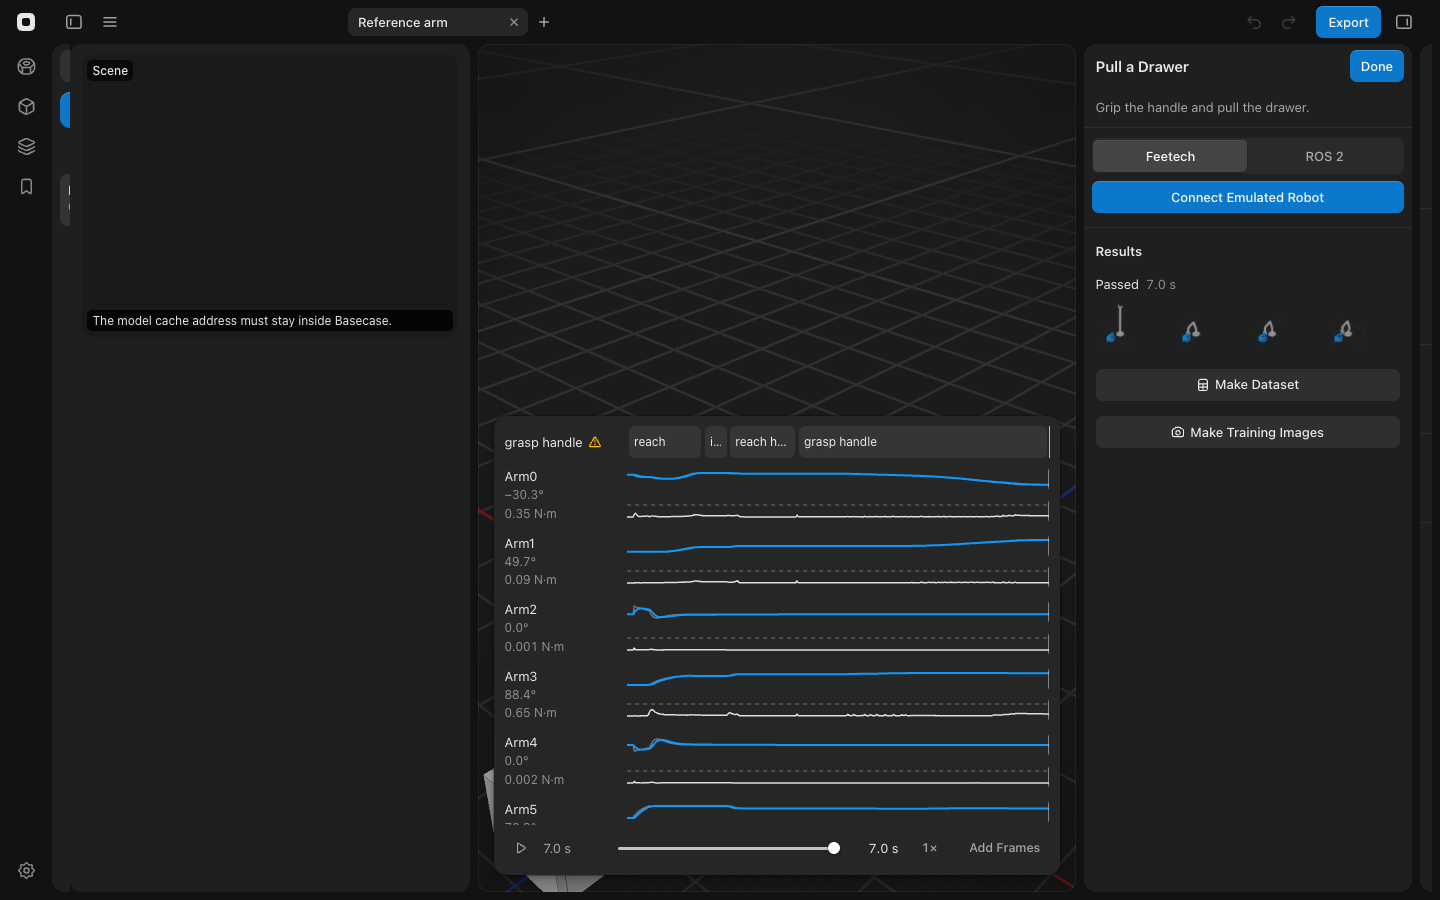 Reference arm
Export
Scene
The model cache address must stay inside Basecase.
grasp handle
reach
i...
reach h...
grasp handle
Arm0
−30.3°
0.35 N·m
Arm1
49.7°
0.09 N·m
Arm2
0.0°
0.001 N·m
Arm3
88.4°
0.65 N·m
Arm4
0.0°
0.002 N·m
Arm5
7.0 s
7.0 s
1×
Add Frames
Pull a Drawer
Done
Grip the handle and pull the drawer.
Feetech
ROS 2
Connect Emulated Robot
Results
Passed 7.0 s
Make Dataset
Make Training Images